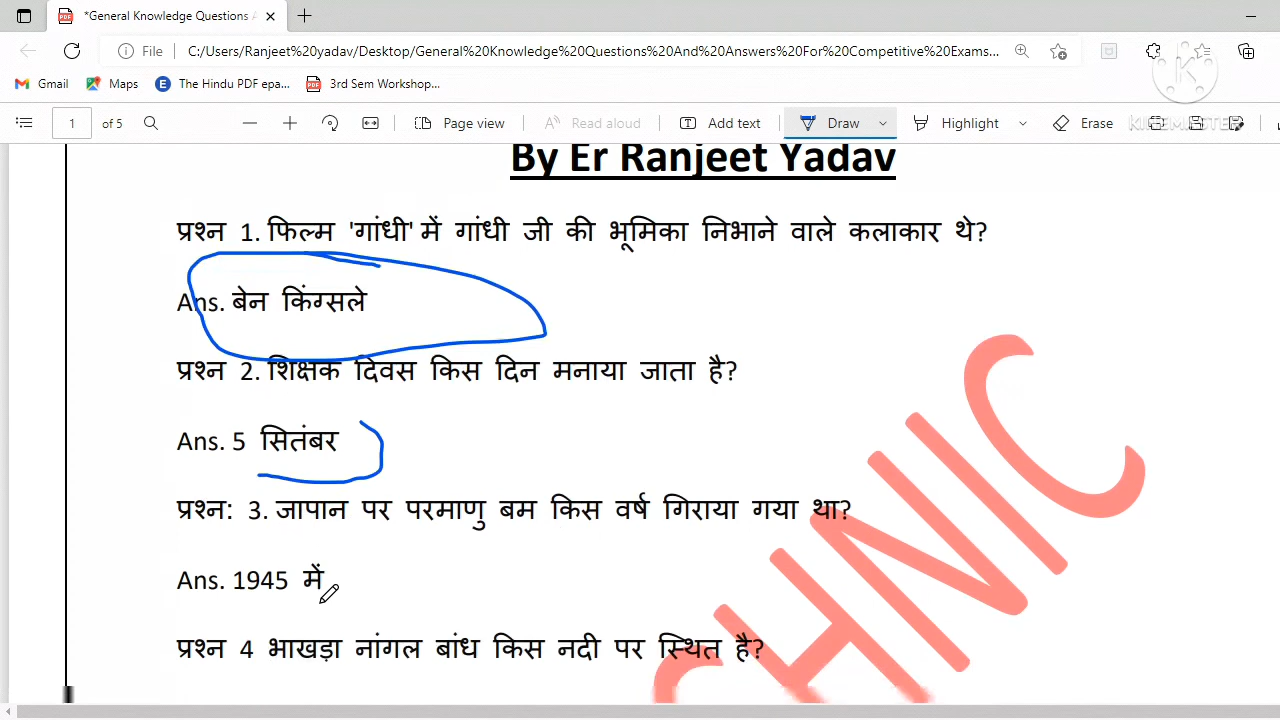 *General Knowledge Questions A
File C:/Users/Ranjeet%20yadav/Desktop/General%20Knowledge%20Questions%20And%20Answers%20For%20Competitive%20Exams...
Gmail Maps The Hindu PDF epa... 3rd Sem Workshop...
1 of 5 Page view Read aloud Add text Draw Highlight Erase
KINEMASTER
By Er Ranjeet Yadav
प्रश्न 1. फिल्म 'गांधी' में गांधी जी की भूमिका निभाने वाले कलाकार थे?
Ans. बेन किंग्सले
प्रश्न 2. शिक्षक दिवस किस दिन मनाया जाता है?
Ans. 5 सितंबर
प्रश्न: 3. जापान पर परमाणु बम किस वर्ष गिराया गया था?
Ans. 1945 में
प्रश्न 4 भाखड़ा नांगल बांध किस नदी पर स्थित है?
CHNIC